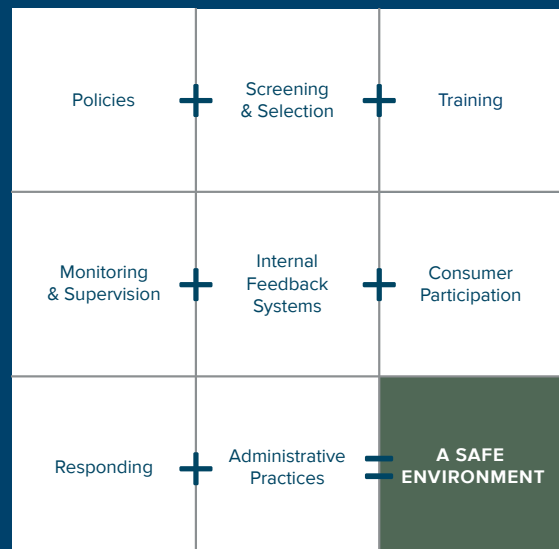 Policies
+
Screening
& Selection
+
Training
Monitoring
& Supervision
+
Internal
Feedback
Systems
+
Consumer
Participation
Responding
+
Administrative
Practices
=
A SAFE
ENVIRONMENT